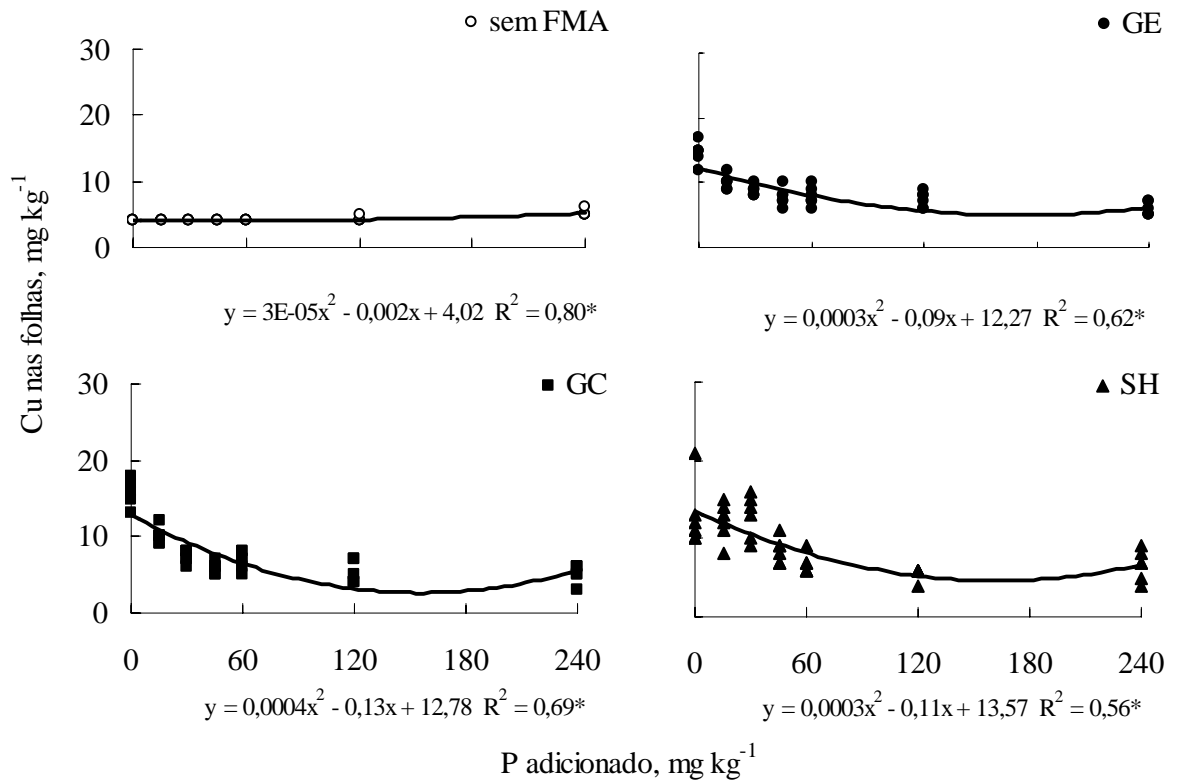 sem FMA
GE
30
20
10
0
y = 3E-05x² - 0,002x + 4,02 R² = 0,80*
y = 0,0003x² - 0,09x + 12,27 R² = 0,62*
Cu nas folhas, mg kg⁻¹
GC
SH
30
20
10
0
0 60 120 180 240
0 60 120 180 240
y = 0,0004x² - 0,13x + 12,78 R² = 0,69*
y = 0,0003x² - 0,11x + 13,57 R² = 0,56*
P adicionado, mg kg⁻¹